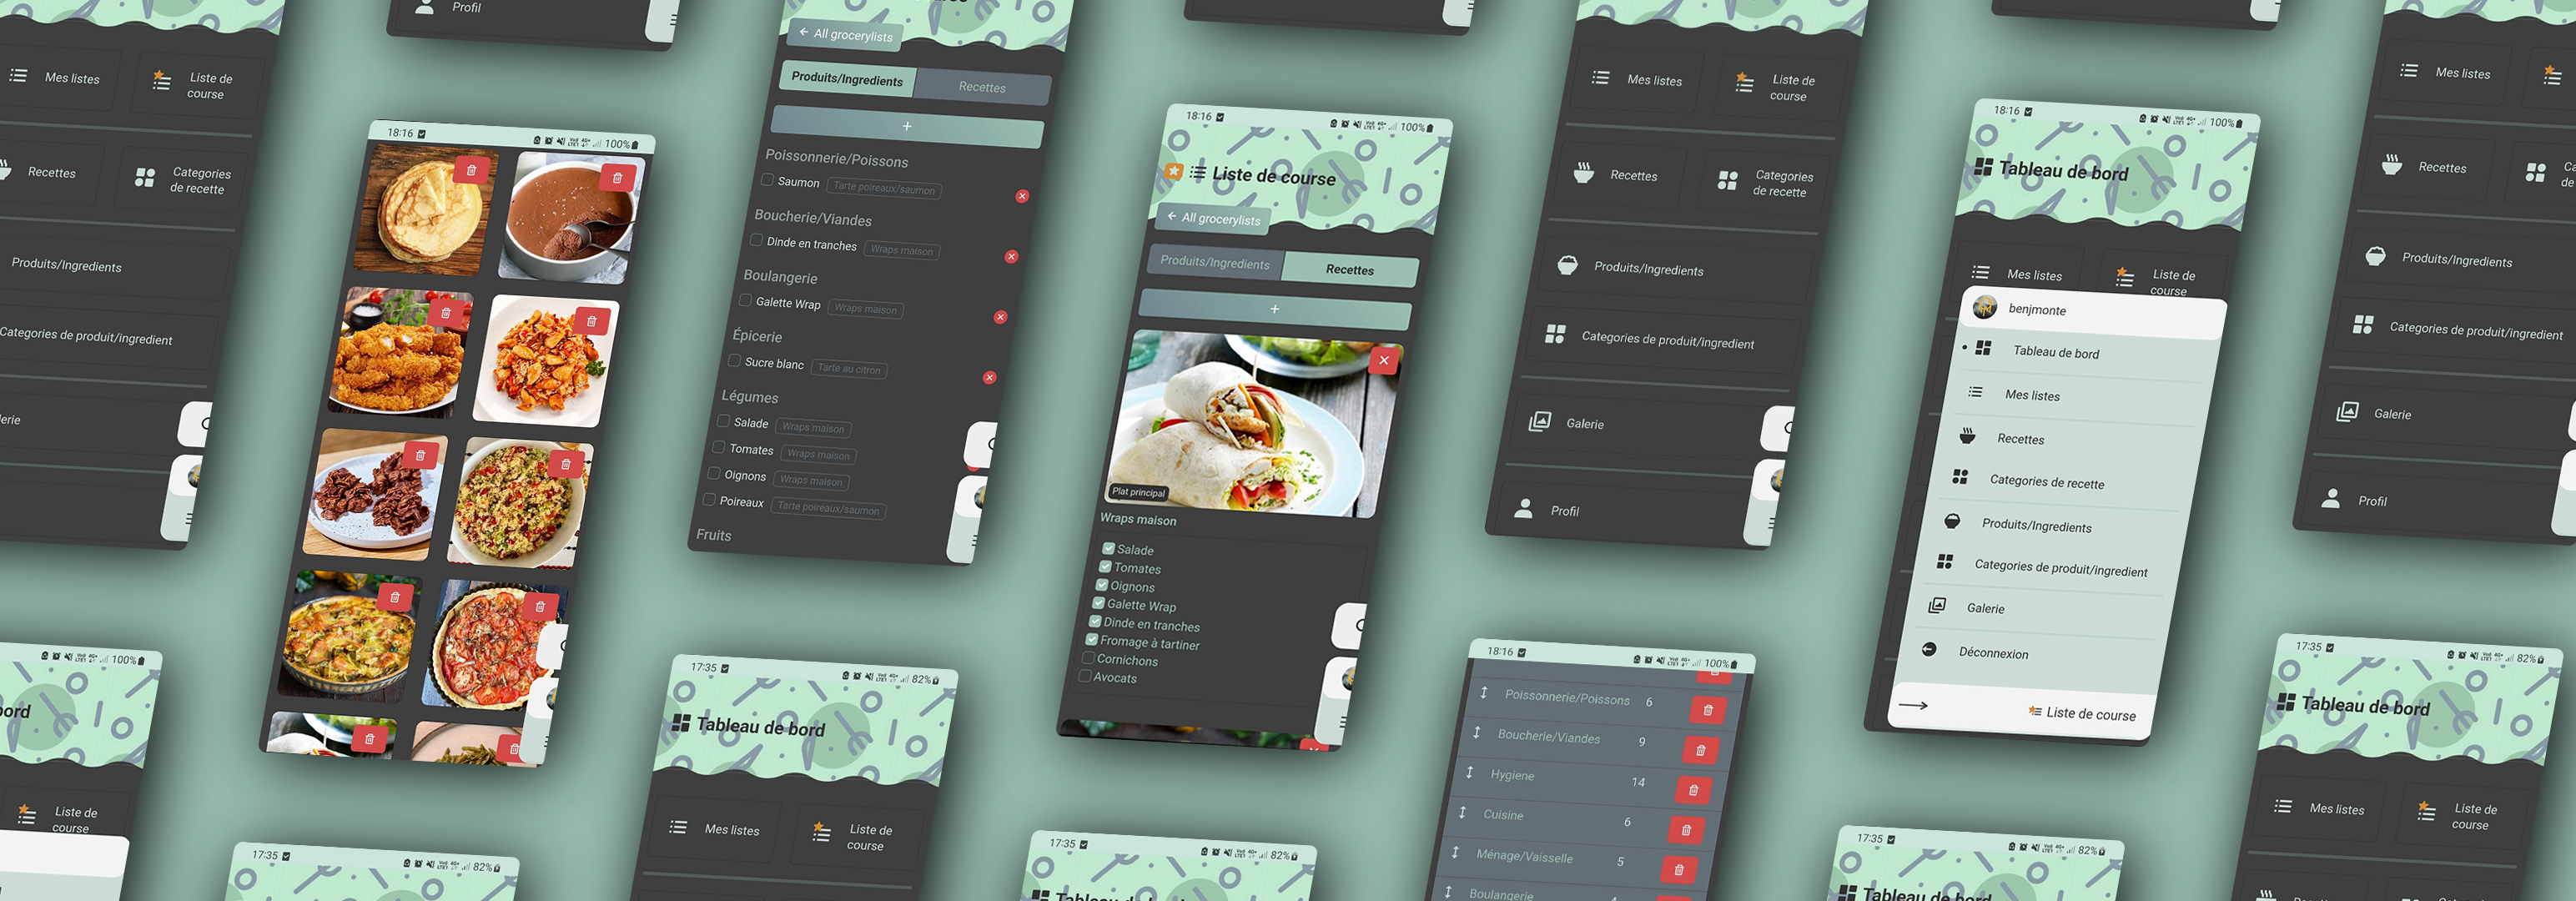 Mes listes
Liste de
course
Recettes
Categories
de recette
Produits/Ingredients
Categories de produit/ingredient
Profil
18:16
100%
All grocerylists
Produits/Ingredients
Recettes
+
Poissonnerie/Poissons
Saumon
Tarte poireaux/saumon
Boucherie/Viandes
Dinde en tranches
Wraps maison
Boulangerie
Galette Wrap
Wraps maison
Épicerie
Sucre blanc
Tarte au citron
Légumes
Salade
Wraps maison
Tomates
Wraps maison
Oignons
Wraps maison
Poireaux
Tarte poireaux/saumon
Fruits
18:16
100%
Liste de course
All grocerylists
Produits/Ingredients
Recettes
+
Plat principal
Wraps maison
Salade
Tomates
Oignons
Galette Wrap
Dinde en tranches
Fromage à tartiner
Cornichons
Avocats
Mes listes
Liste de
course
Recettes
Categories
de recette
Produits/Ingredients
Categories de produit/ingredient
Galerie
Profil
18:16
100%
Tableau de bord
Mes listes
Liste de
course
benjmonte
Tableau de bord
Mes listes
Recettes
Categories de recette
Produits/Ingredients
Categories de produit/ingredient
Galerie
Déconnexion
Liste de course
Mes listes
Recettes
Produits/Ingredients
Categories de produit/ingredient
Galerie
Profil
100%
Liste de
course
17:35
82%
17:35
82%
Tableau de bord
Mes listes
Liste de
course
17:35
82%
Tableau de bord
18:16
100%
Poissonnerie/Poissons 6
Boucherie/Viandes 9
Hygiene 14
Cuisine 6
Ménage/Vaisselle 5
Boulangerie
17:35
82%
Tableau de bord
17:35
82%
Tableau de bord
Mes listes
Liste de
course